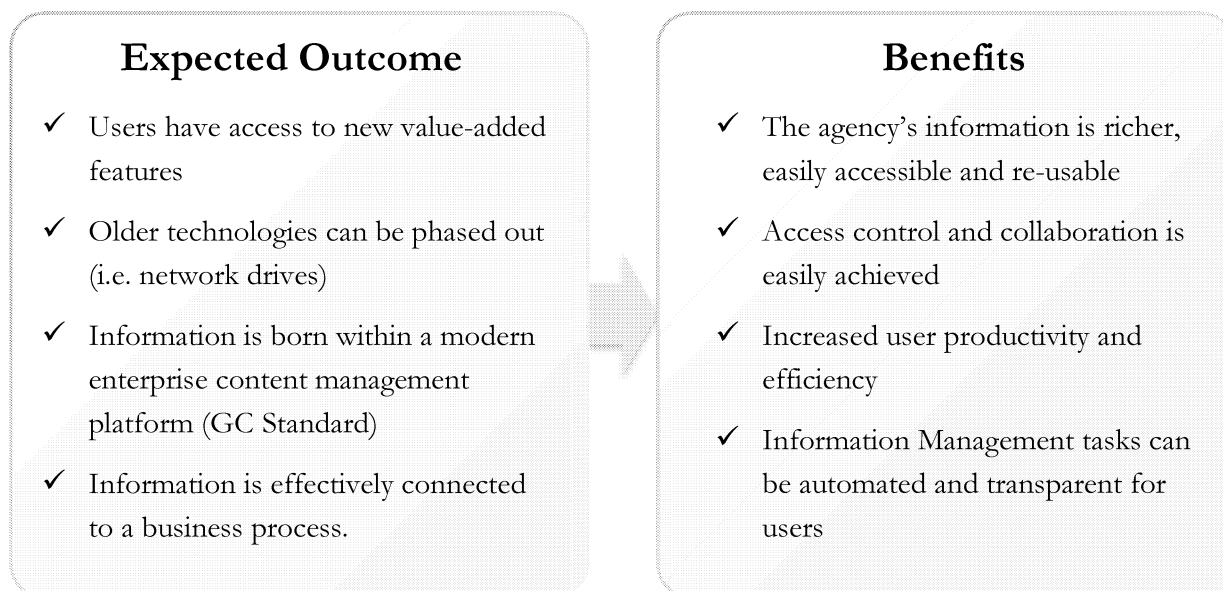 Expected Outcome
✓ Users have access to new value-added
features
✓ Older technologies can be phased out
(i.e. network drives)
✓ Information is born within a modern
enterprise content management
platform (GC Standard)
✓ Information is effectively connected
to a business process.
Benefits
✓ The agency’s information is richer,
easily accessible and re-usable
✓ Access control and collaboration is
easily achieved
✓ Increased user productivity and
efficiency
✓ Information Management tasks can
be automated and transparent for
users